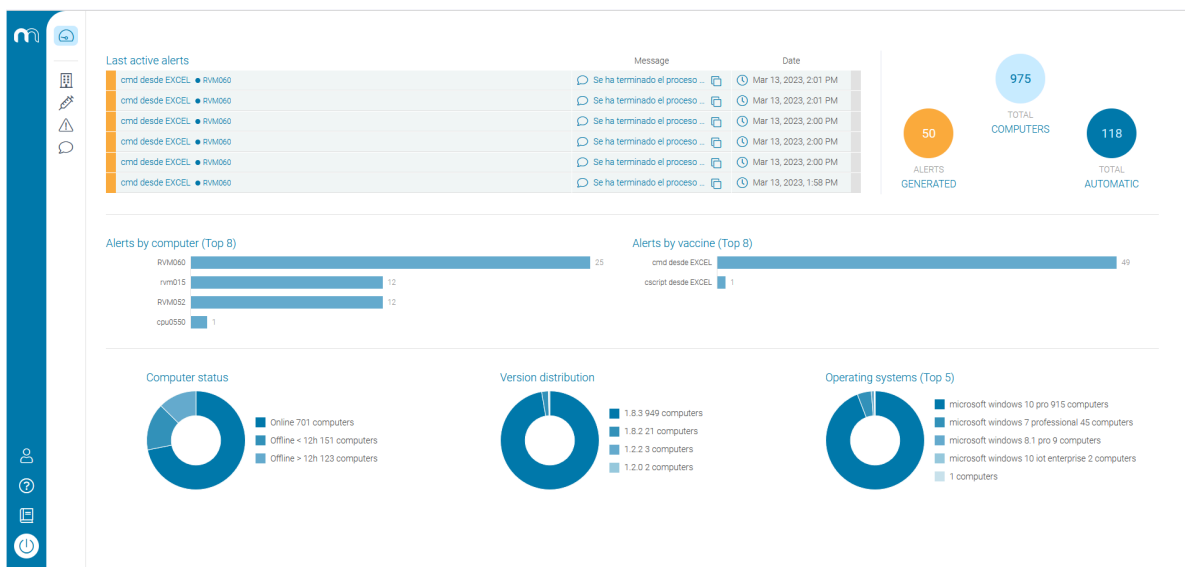 Last active alerts Message Date
cmd desde EXCEL ● RVM060 Se ha terminado el proceso ... Mar 13, 2023, 2:01 PM
cmd desde EXCEL ● RVM060 Se ha terminado el proceso ... Mar 13, 2023, 2:01 PM
cmd desde EXCEL ● RVM060 Se ha terminado el proceso ... Mar 13, 2023, 2:00 PM
cmd desde EXCEL ● RVM060 Se ha terminado el proceso ... Mar 13, 2023, 2:00 PM
cmd desde EXCEL ● RVM060 Se ha terminado el proceso ... Mar 13, 2023, 2:00 PM
cmd desde EXCEL ● RVM060 Se ha terminado el proceso ... Mar 13, 2023, 1:58 PM
975
TOTAL
COMPUTERS
50
ALERTS
GENERATED
118
TOTAL
AUTOMATIC
Alerts by computer (Top 8)
RVM060 25
rvm015 12
RVM052 12
cpu0550 1
Alerts by vaccine (Top 8)
cmd desde EXCEL 49
cscript desde EXCEL 1
Computer status
Online 701 computers
Offline < 12h 151 computers
Offline > 12h 123 computers
Version distribution
1.8.3 949 computers
1.8.2 21 computers
1.2.2 3 computers
1.2.0 2 computers
Operating systems (Top 5)
microsoft windows 10 pro 915 computers
microsoft windows 7 professional 45 computers
microsoft windows 8.1 pro 9 computers
microsoft windows 10 iot enterprise 2 computers
1 computers